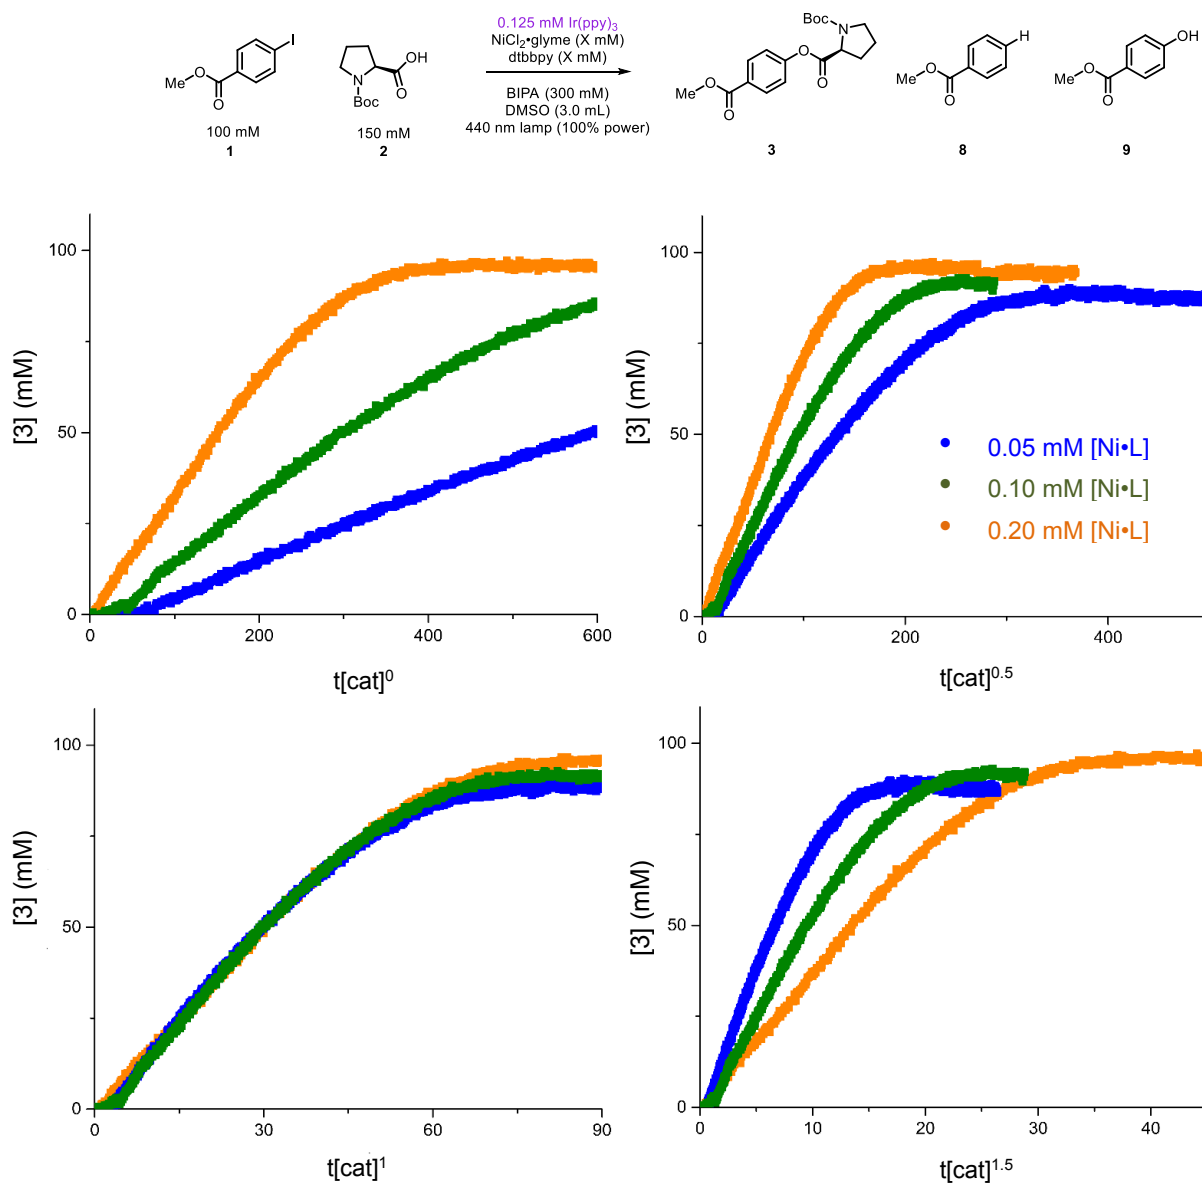 0.125 mM Ir(ppy)3
NiCl2•glyme (X mM)
dtbbpy (X mM)
BIPA (300 mM)
DMSO (3.0 mL)
440 nm lamp (100% power)
I
Me
O
O
100 mM
1
OH
O
N
Boc
150 mM
2
Boc
N
O
O
Me
O
O
3
H
Me
O
O
8
OH
Me
O
O
9
[3] (mM)
100
50
0
0
200
400
600
t[cat]0
[3] (mM)
100
50
0
0
200
400
t[cat]0.5
0.05 mM [Ni•L]
0.10 mM [Ni•L]
0.20 mM [Ni•L]
[3] (mM)
100
50
0
0
30
60
90
t[cat]1
[3] (mM)
100
50
0
0
10
20
30
40
t[cat]1.5